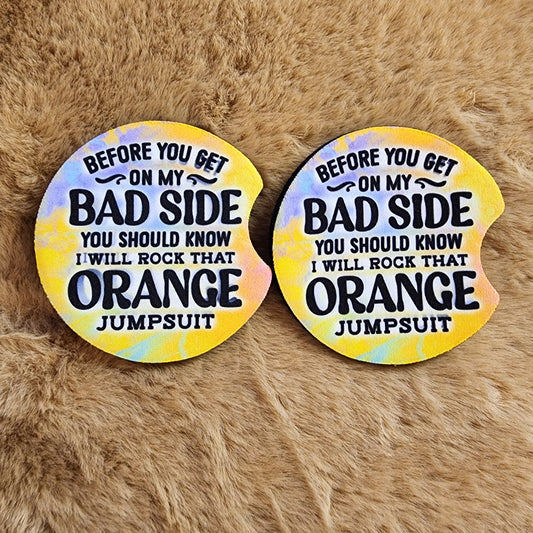 BEFORE YOU GET
ON MY
BAD SIDE
YOU SHOULD KNOW
I WILL ROCK THAT
ORANGE
JUMPSUIT
BEFORE YOU GET
ON MY
BAD SIDE
YOU SHOULD KNOW
I WILL ROCK THAT
ORANGE
JUMPSUIT